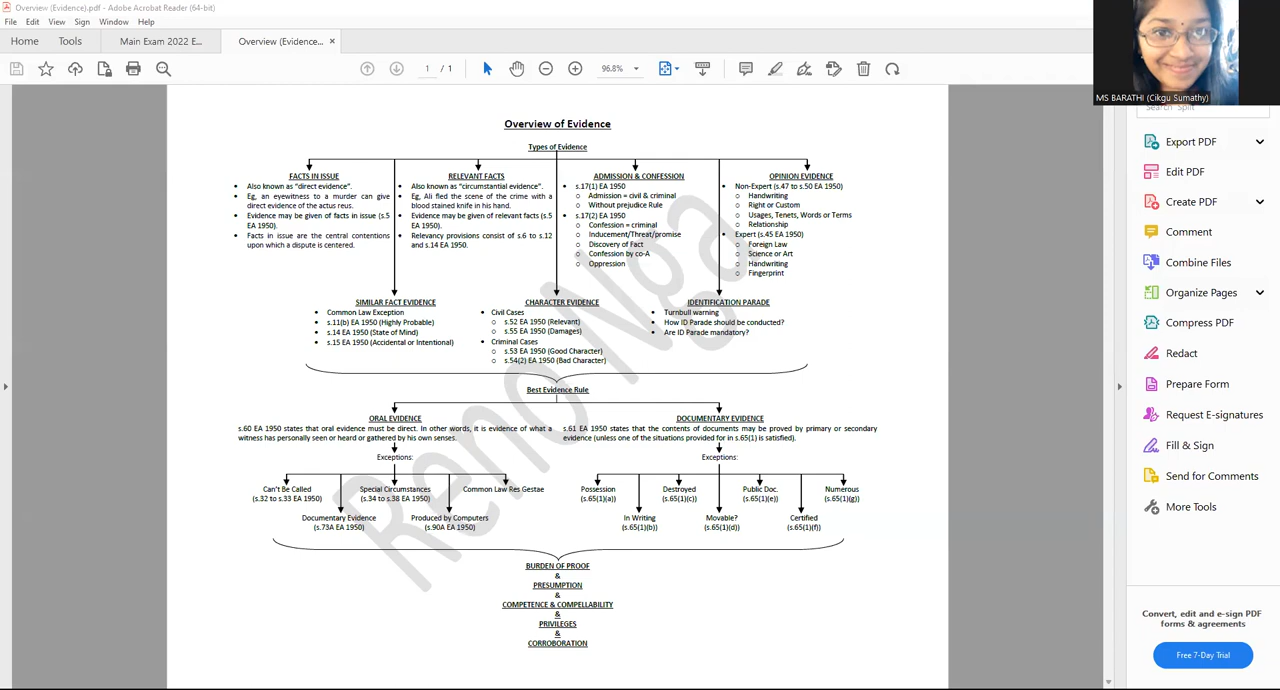 Overview (Evidence).pdf - Adobe Acrobat Reader (64-bit)
File Edit View Sign Window Help
Home Tools Main Exam 2022 E... Overview (Evidence... ×
1 / 1 96.8%
MS BARATHI (Cikgu Sumathy)
Overview of Evidence
Types of Evidence
FACTS IN ISSUE
• Also known as “direct evidence”.
• Eg, an eyewitness to a murder can give
direct evidence of the actus reus.
• Evidence may be given of facts in issue (s.5
EA 1950).
• Facts in issue are the central contentions
upon which a dispute is centered.
RELEVANT FACTS
• Also known as “circumstantial evidence”.
• Eg, Ali fled the scene of the crime with a
blood stained knife in his hand.
• Evidence may be given of relevant facts (s.5
EA 1950).
• Relevancy provisions consist of s.6 to s.12
and s.14 EA 1950.
ADMISSION & CONFESSION
• s.17(1) EA 1950
o Admission = civil & criminal
o Without prejudice Rule
• s.17(2) EA 1950
o Confession = criminal
o Inducement/Threat/promise
o Discovery of Fact
o Confession by co-A
o Oppression
OPINION EVIDENCE
• Non-Expert (s.47 to s.50 EA 1950)
o Handwriting
o Right or Custom
o Usages, Tenets, Words or Terms
o Relationship
• Expert (s.45 EA 1950)
o Foreign Law
o Science or Art
o Handwriting
o Fingerprint
SIMILAR FACT EVIDENCE
• Common Law Exception
• s.11(b) EA 1950 (Highly Probable)
• s.14 EA 1950 (State of Mind)
• s.15 EA 1950 (Accidental or Intentional)
CHARACTER EVIDENCE
• Civil Cases
o s.52 EA 1950 (Relevant)
o s.55 EA 1950 (Damages)
• Criminal Cases
o s.53 EA 1950 (Good Character)
o s.54(2) EA 1950 (Bad Character)
IDENTIFICATION PARADE
• Turnbull warning
• How ID Parade should be conducted?
• Are ID Parade mandatory?
Best Evidence Rule
ORAL EVIDENCE
s.60 EA 1950 states that oral evidence must be direct. In other words, it is evidence of what a
witness has personally seen or heard or gathered by his own senses.
Exceptions:
Can't Be Called
(s.32 to s.33 EA 1950)
Special Circumstances
(s.34 to s.38 EA 1950)
Common Law Res Gestae
Documentary Evidence
(s.73A EA 1950)
Produced by Computers
(s.90A EA 1950)
DOCUMENTARY EVIDENCE
s.61 EA 1950 that the contents of documents may be proved by primary or secondary
evidence (unless one of the situations provided for in s.65(1) is satisfied).
Exceptions:
Possession
(s.65(1)(a))
Destroyed
(s.65(1)(c))
Public Doc.
(s.65(1)(e))
Numerous
(s.65(1)(g))
In Writing
(s.65(1)(b))
Movable?
(s.65(1)(d))
Certified
(s.65(1)(f))
BURDEN OF PROOF
&
PRESUMPTION
&
COMPETENCE & COMPELLABILITY
&
PRIVILEGES
&
CORROBORATION
Reno Nga
Export PDF
Edit PDF
Create PDF
Comment
Combine Files
Organize Pages
Compress PDF
Redact
Prepare Form
Request E-signatures
Fill & Sign
Send for Comments
More Tools
Convert, edit and e-sign PDF
forms & agreements
Free 7-Day Trial